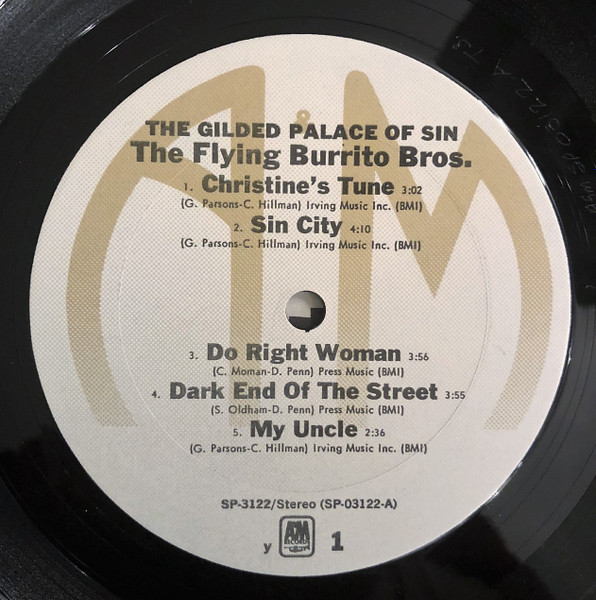 THE GILDED PALACE OF SIN
The Flying Burrito Bros.
1. Christine's Tune 3:02
(G. Parsons-C. Hillman) Irving Music Inc. (BMI)
2. Sin City 4:10
(G. Parsons-C. Hillman) Irving Music Inc. (BMI)
3. Do Right Woman 3:56
(C. Moman-D. Penn) Press Music (BMI)
4. Dark End Of The Street 3:55
(S. Oldham-D. Penn) Press Music (BMI)
5. My Uncle 2:36
(G. Parsons-C. Hillman) Irving Music Inc. (BMI)
SP-3122/Stereo (SP-03122-A)
y A&M RECORDS 1